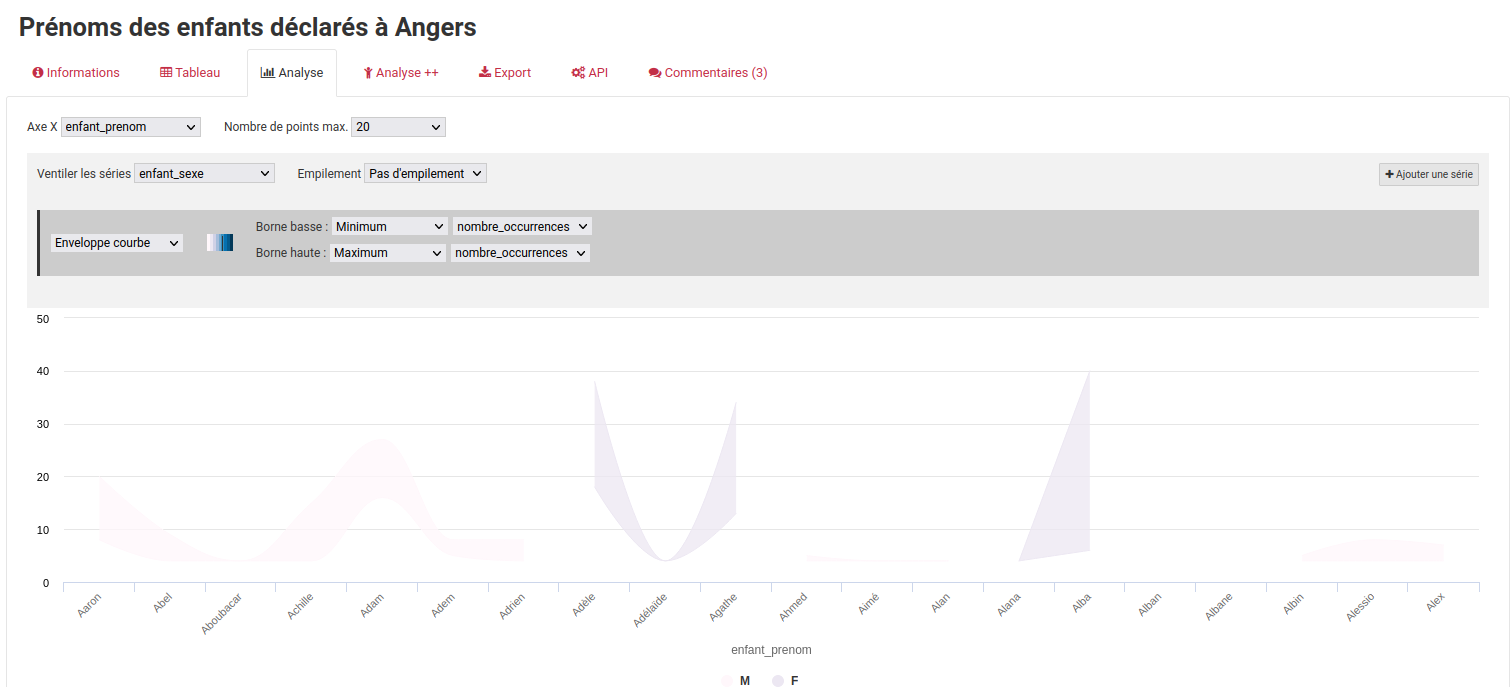 Prénoms des enfants déclarés à Angers
Informations Tableau Analyse Analyse ++ Export API Commentaires (3)
Axe X enfant_prenom Nombre de points max. 20
Ventiler les séries enfant_sexe Empilement Pas d'empilement Ajouter une série
Borne basse : Minimum nombre_occurrences
Enveloppe courbe
Borne haute : Maximum nombre_occurrences
50
40
30
20
10
0
Aaron Abel Aboubacar Achille Adam Adem Adrien Adèle Adélaïde Agathe Ahmed Aimé Alan Alana Alba Alban Albane Albin Alessio Alex
enfant_prenom
M F